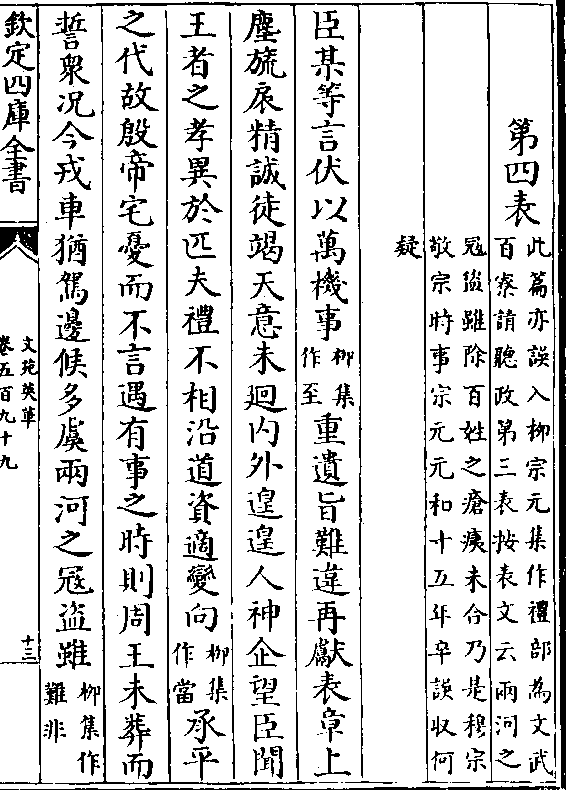 第四表
此篇亦誤入柳宗元集作禮部為文武
百寮請聽政第三表按表文云兩河之
冦盗雖除百姓之瘡痍未合乃是穆宗
敬宗時事宗元元和十五年卒誤収何
疑
臣某等言伏以萬機事柳集作至重遺旨難違再獻表章上
塵旒扆精誠徒竭天意未廻内外遑遑人神企望臣聞
王者之孝異於匹夫禮不相沿道資適變向柳集作當承平
之代故殷帝宅憂而不言遇有事之時則周王未葬而
誓衆况今戎車猶駕邊候多虞兩河之冦盗雖柳集作難非
欽定四庫全書
文苑英華
卷五百九十九
十三